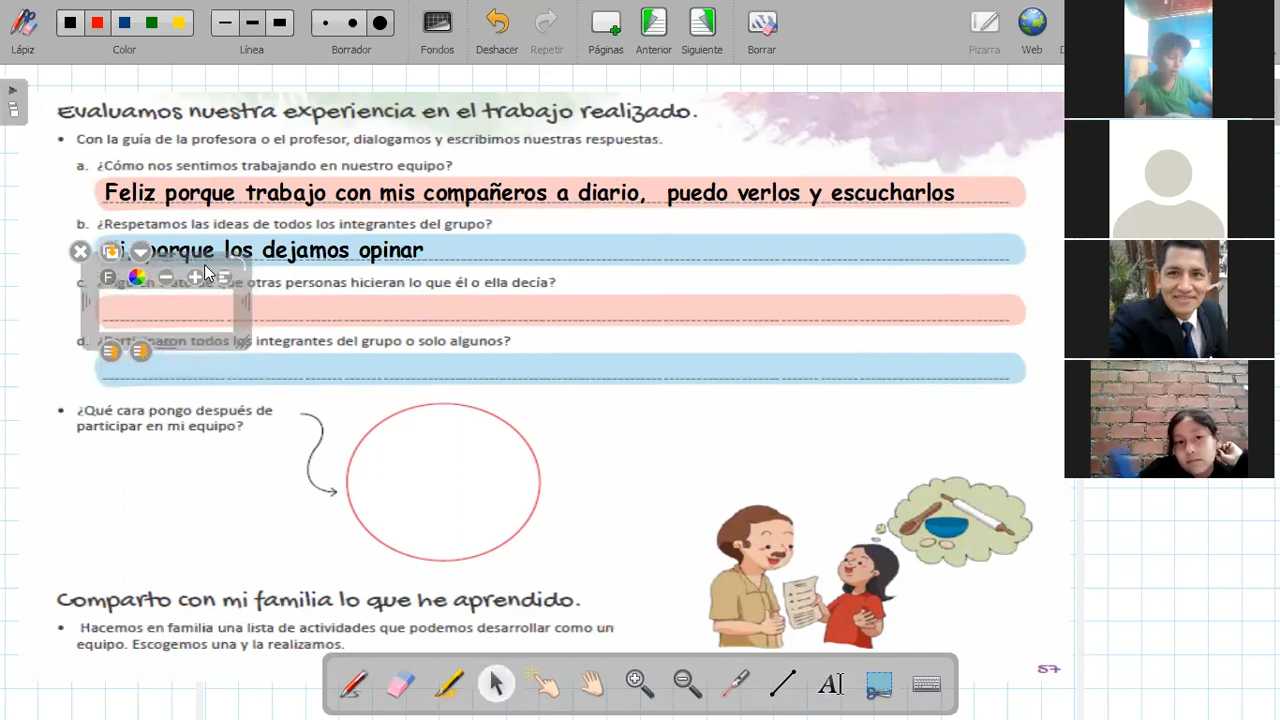 Lápiz
Color
Línea
Borrador
Fondos
Deshacer
Repetir
Páginas
Anterior
Siguiente
Borrar
Pizarra
Web
Evaluamos nuestra experiencia en el trabajo realizado.
• Con la guía de la profesora o el profesor, dialogamos y escribimos nuestras respuestas.
a. ¿Cómo nos sentimos trabajando en nuestro equipo?
Feliz porque trabajo con mis compañeros a diario, puedo verlos y escucharlos
b. ¿Respetamos las ideas de todos los integrantes del grupo?
porque los dejamos opinar
c. que otras personas hicieran lo que él o ella decía?
d. ¿Participaron todos los integrantes del grupo o solo algunos?
• ¿Qué cara pongo después de
participar en mi equipo?
Comparto con mi familia lo que he aprendido.
• Hacemos en familia una lista de actividades que podemos desarrollar como un
equipo. Escogemos una y la realizamos.
57